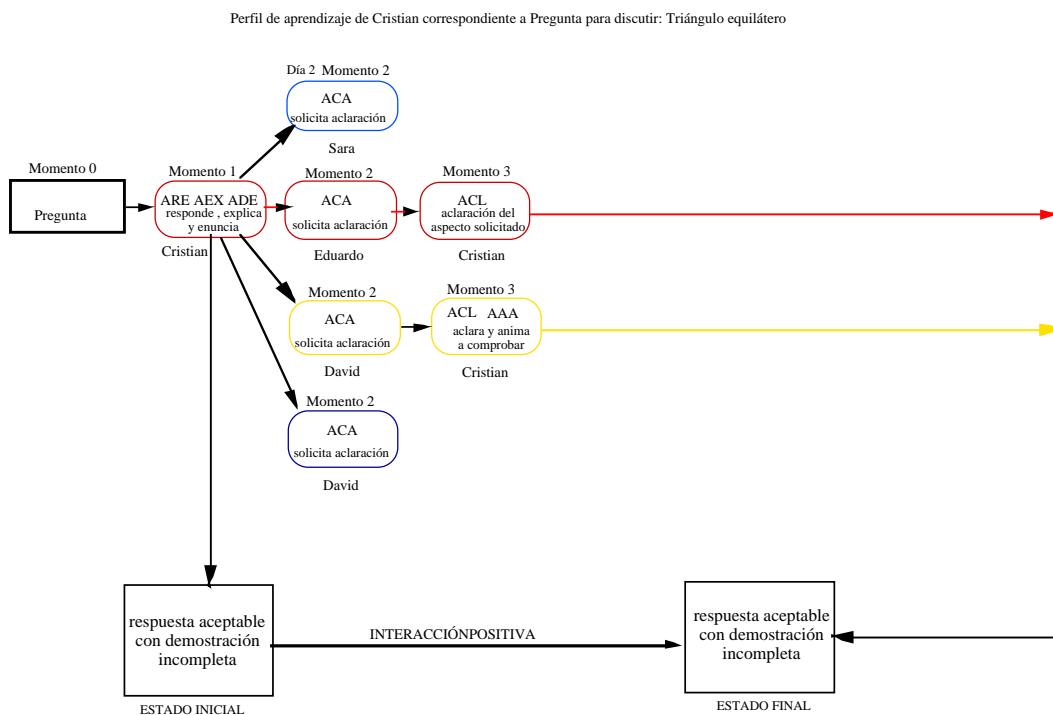 Perfil de aprendizaje de Cristian correspondiente a Pregunta para discutir: Triángulo equilátero
Día 2 Momento 2
ACA
solicita aclaración
Sara
Momento 0
Pregunta
Momento 1
ARE AEX ADE
responde , explica
y enuncia
Cristian
Momento 2
ACA
solicita aclaración
Eduardo
Momento 3
ACL
aclaración del
aspecto solicitado
Cristian
Momento 2
ACA
solicita aclaración
David
Momento 3
ACL AAA
aclara y anima
a comprobar
Cristian
Momento 2
ACA
solicita aclaración
David
respuesta aceptable
con demostración
incompleta
ESTADO INICIAL
INTERACCIÓNPOSITIVA
respuesta aceptable
con demostración
incompleta
ESTADO FINAL